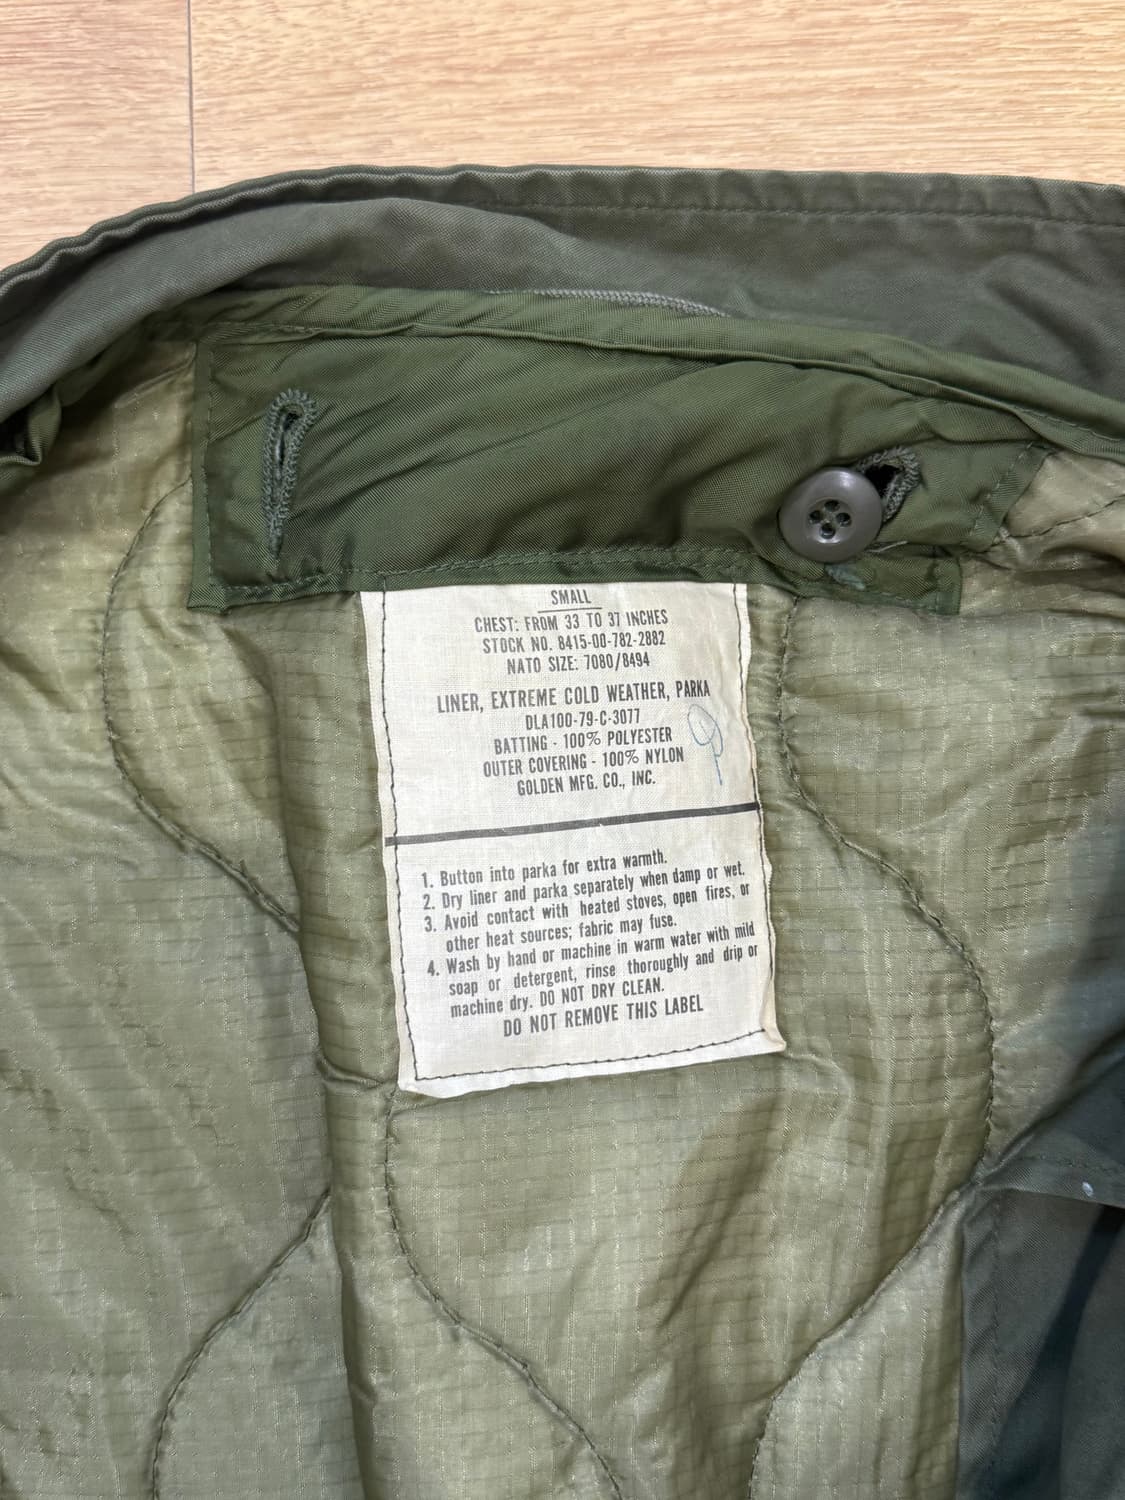 SMALL
CHEST: FROM 33 TO 37 INCHES
STOCK NO. 8415-00-782-2882
NATO SIZE: 7080/8494
LINER, EXTREME COLD WEATHER, PARKA
DLA100-79-C-3077
BATTING - 100% POLYESTER
OUTER COVERING - 100% NYLON
GOLDEN MFG. CO., INC.
1. Button into parka for extra warmth.
2. Dry liner and parka separately when damp or wet.
3. Avoid contact with heated stoves, open fires, or
other heat sources; fabric may fuse.
4. Wash by hand or machine in warm water with mild
soap or detergent, rinse thoroughly and drip or
machine dry. DO NOT DRY CLEAN.
DO NOT REMOVE THIS LABEL